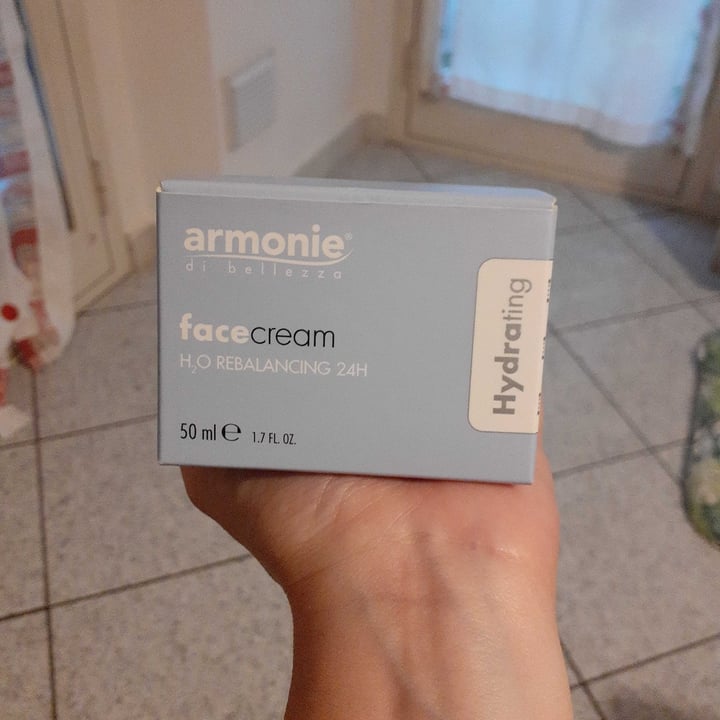 armonie®
di bellezza
facecream
H₂O REBALANCING 24H
50 ml ℮ 1.7 FL. OZ.
Hydrating